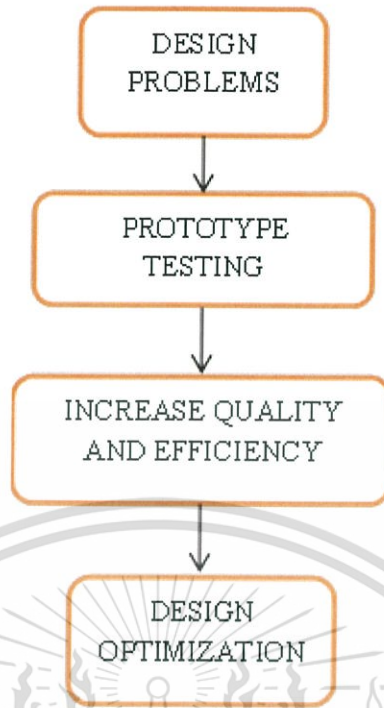 DESIGN
PROBLEMS
PROTOTYPE
TESTING
INCREASE QUALITY
AND EFFICIENCY
DESIGN
OPTIMIZATION